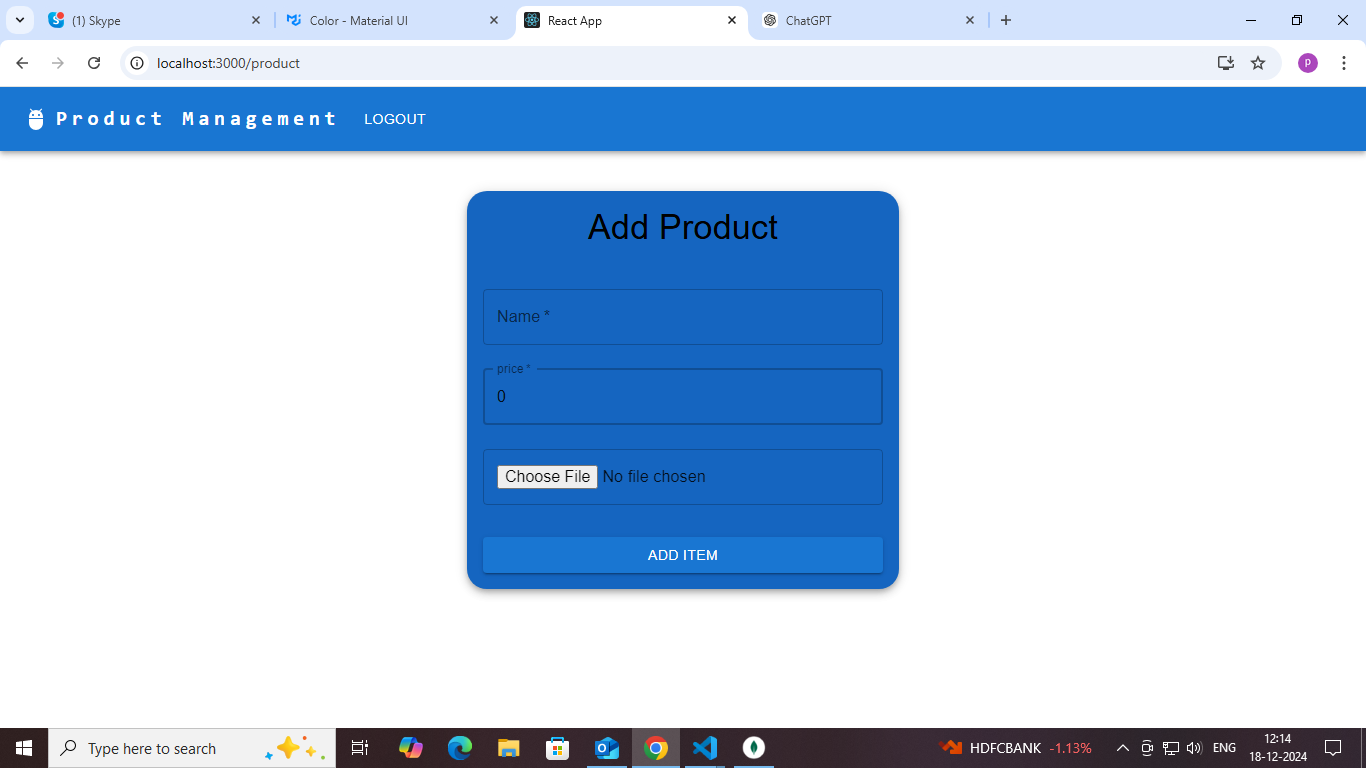 (1) Skype
Color - Material UI
React App
ChatGPT
localhost:3000/product
p
Product Management
LOGOUT
Add Product
Name *
price *
0
Choose File No file chosen
ADD ITEM
Type here to search
HDFCBANK -1.13%
ENG
12:14
18-12-2024